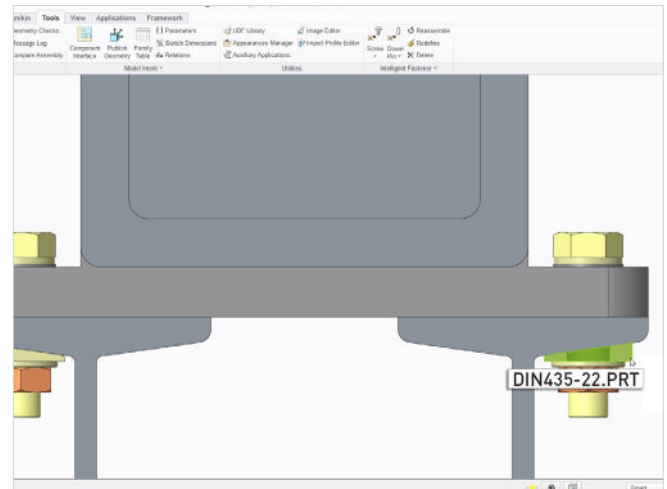 nikin Tools View Applications Framework
eometry Checks
Message Log
ompare Assembly
Component Interface
Publish Geometry
Family Table
[ ] Parameters
Switch Dimensions
d= Relations
Model Intent
UDF Library
Appearances Manager
Auxiliary Applications
Image Editor
Import Profile Editor
Utilities
Screw
Dowel Pin
Reassemble
Redefine
Delete
Intelligent Fastener
DIN435-22.PRT